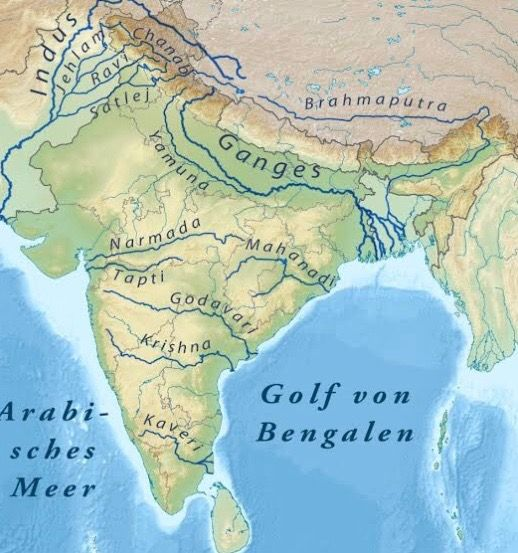 Indus
Jehlam
Chanab
Ravi
Satlej
Brahmaputra
Yamuna
Ganges
Narmada
Mahanadi
Tapti
Godavari
Krishna
Kaveri
Arabi-
sches
Meer
Golf von
Bengalen